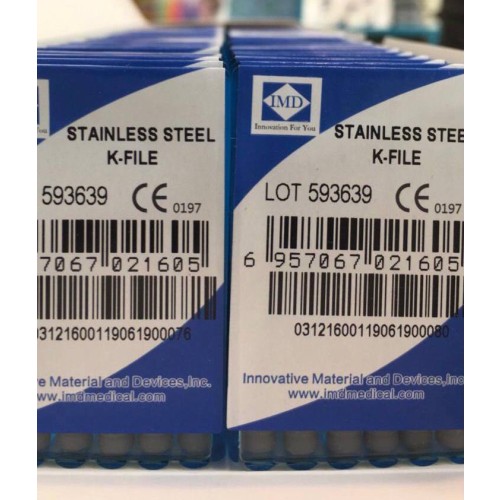 STAINLESS STEEL
K-FILE
593639 CE 0197
57067 021605
03121600119061900076
Innovative Material and Devices,Inc.
www.imdmedical.com
IMD
Innovation For You
STAINLESS STEE
K-FILE
LOT 593639 CE 0197
6 957067 021605
03121600119061900080
Innovative Material and Devices,Inc
www.imdmedical.com